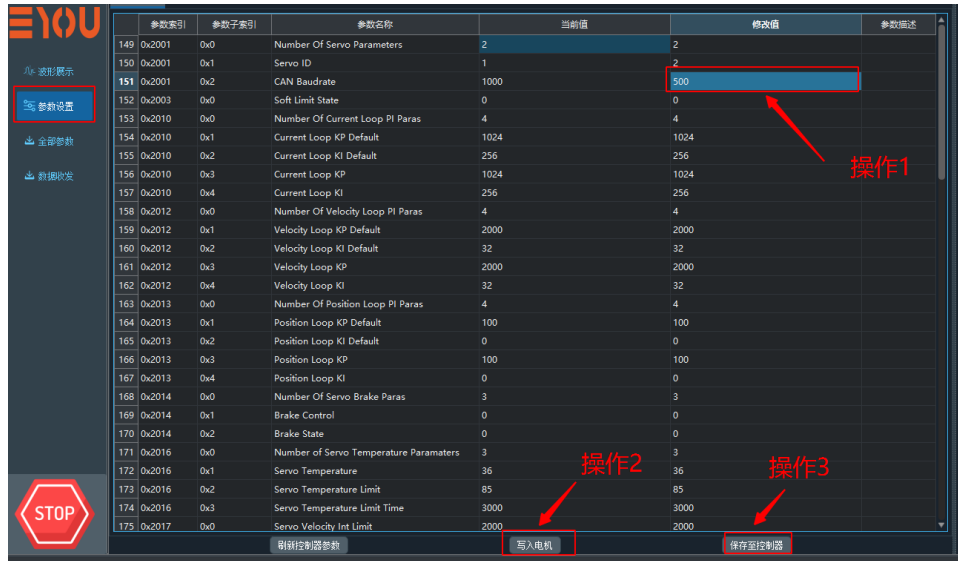 EYOU
波形展示
参数设置
全部参数
数据收发
STOP
参数索引 参数子索引 参数名称 当前值 修改值 参数描述
149 0x2001 0x0 Number Of Servo Parameters 2 2
150 0x2001 0x1 Servo ID 1 2
151 0x2001 0x2 CAN Baudrate 1000 500
152 0x2003 0x0 Soft Limit State 0 0
153 0x2010 0x0 Number Of Current Loop PI Paras 4 4
154 0x2010 0x1 Current Loop KP Default 1024 1024
155 0x2010 0x2 Current Loop KI Default 256 256
156 0x2010 0x3 Current Loop KP 1024 1024
157 0x2010 0x4 Current Loop KI 256 256
158 0x2012 0x0 Number Of Velocity Loop PI Paras 4 4
159 0x2012 0x1 Velocity Loop KP Default 2000 2000
160 0x2012 0x2 Velocity Loop KI Default 32 32
161 0x2012 0x3 Velocity Loop KP 2000 2000
162 0x2012 0x4 Velocity Loop KI 32 32
163 0x2013 0x0 Number Of Position Loop PI Paras 4 4
164 0x2013 0x1 Position Loop KP Default 100 100
165 0x2013 0x2 Position Loop KI Default 0 0
166 0x2013 0x3 Position Loop KP 100 100
167 0x2013 0x4 Position Loop KI 0 0
168 0x2014 0x0 Number Of Servo Brake Paras 3 3
169 0x2014 0x1 Brake Control 0 0
170 0x2014 0x2 Brake State 0 0
171 0x2016 0x0 Number of Servo Temperature Paramaters 3 3
172 0x2016 0x1 Servo Temperature 36 36
173 0x2016 0x2 Servo Temperature Limit 85 85
174 0x2016 0x3 Servo Temperature Limit Time 3000 3000
175 0x2017 0x0 Servo Velocity Int Limit 2000 2000
操作1
操作2
操作3
刷新控制器参数 写入电机 保存至控制器